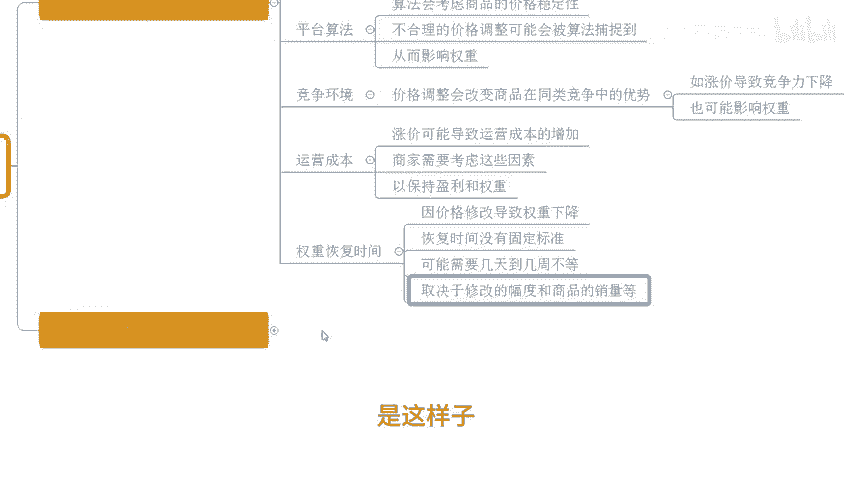 算法会考虑商品的价格稳定性
平台算法
不合理的价格调整可能会被算法捕捉到
从而影响权重
竞争环境
价格调整会改变商品在同类竞争中的优势
如涨价导致竞争力下降
也可能影响权重
涨价可能导致运营成本的增加
运营成本
商家需要考虑这些因素
以保持盈利和权重
因价格修改导致权重下降
恢复时间没有固定标准
权重恢复时间
可能需要几天到几周不等
取决于修改的幅度和商品的销量等
是这样子